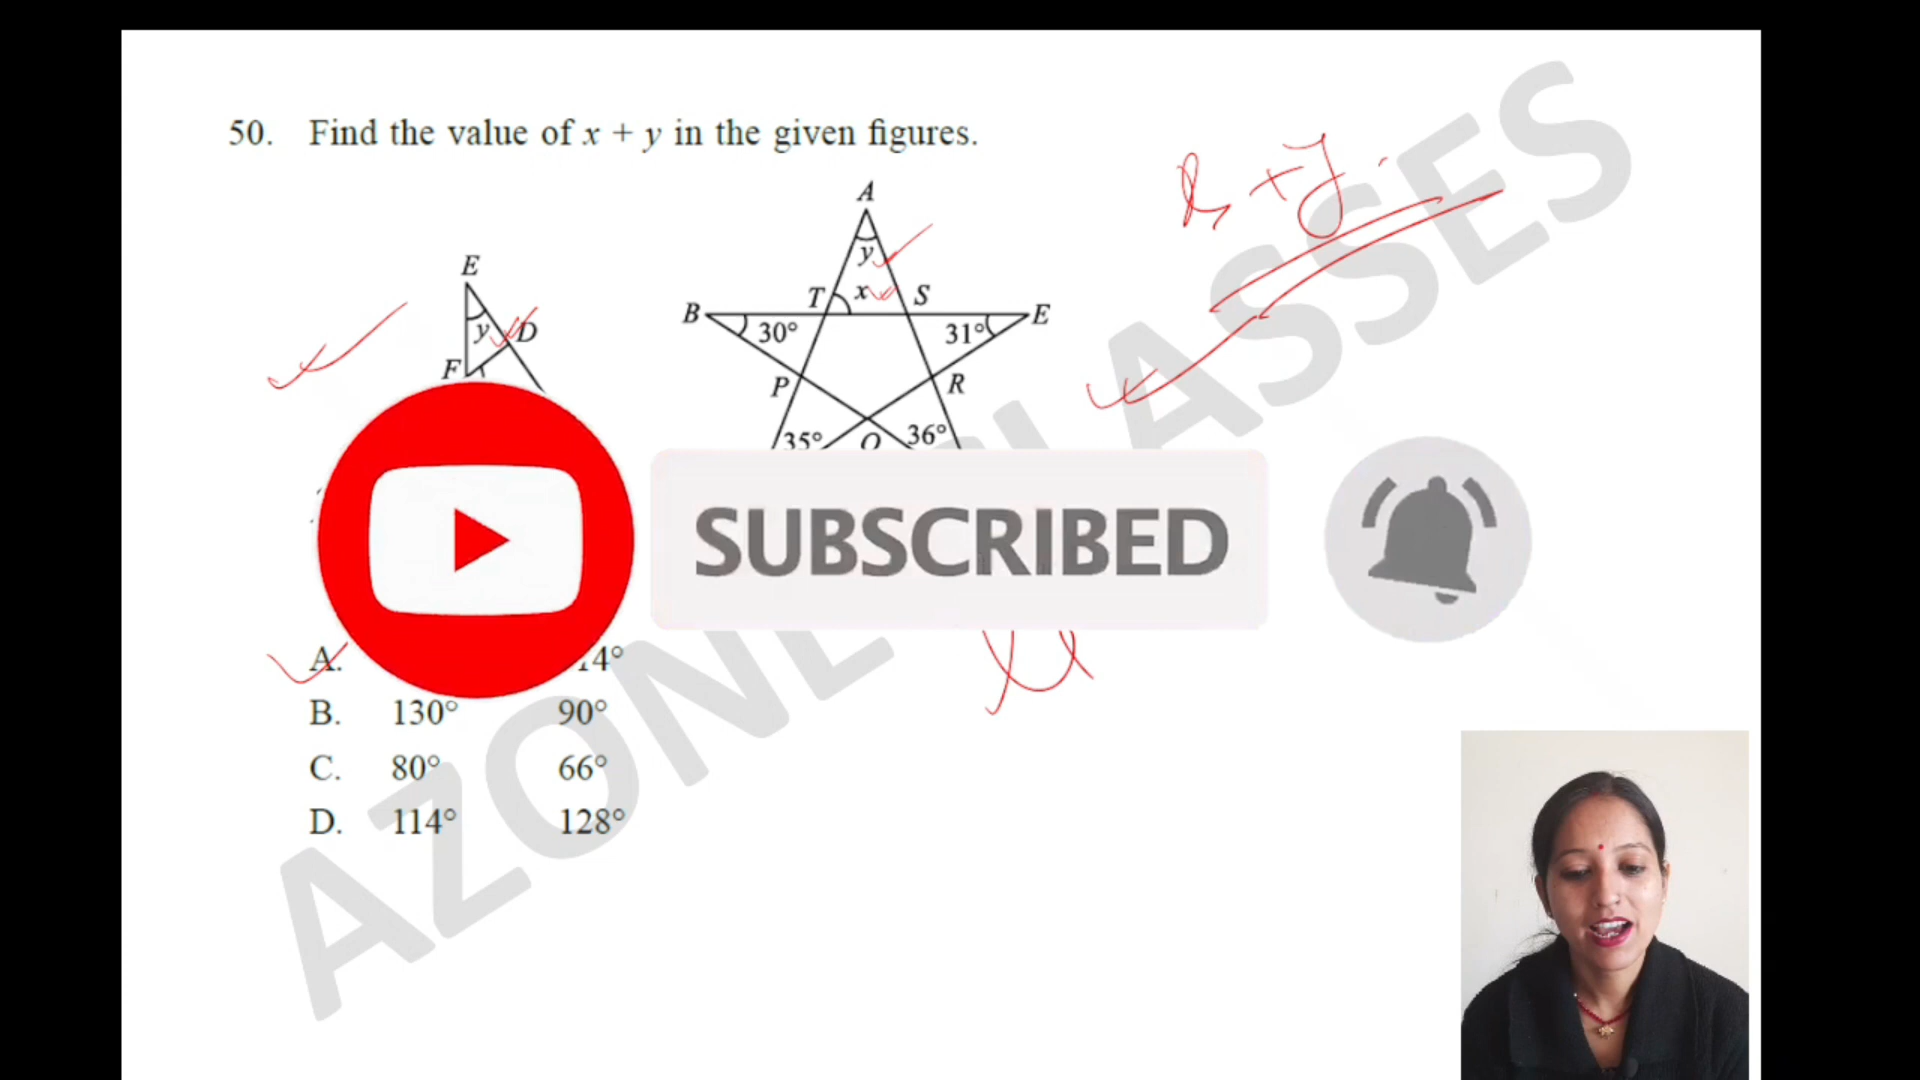 50. Find the value of x + y in the given figures.
x + y
A
E
y
T x S
B E
30° 31°
y D
F
P R
35° O 36°
SUBSCRIBED
A.
B. 130° 90°
C. 80° 66°
D. 114° 128°
AZONE CLASSES